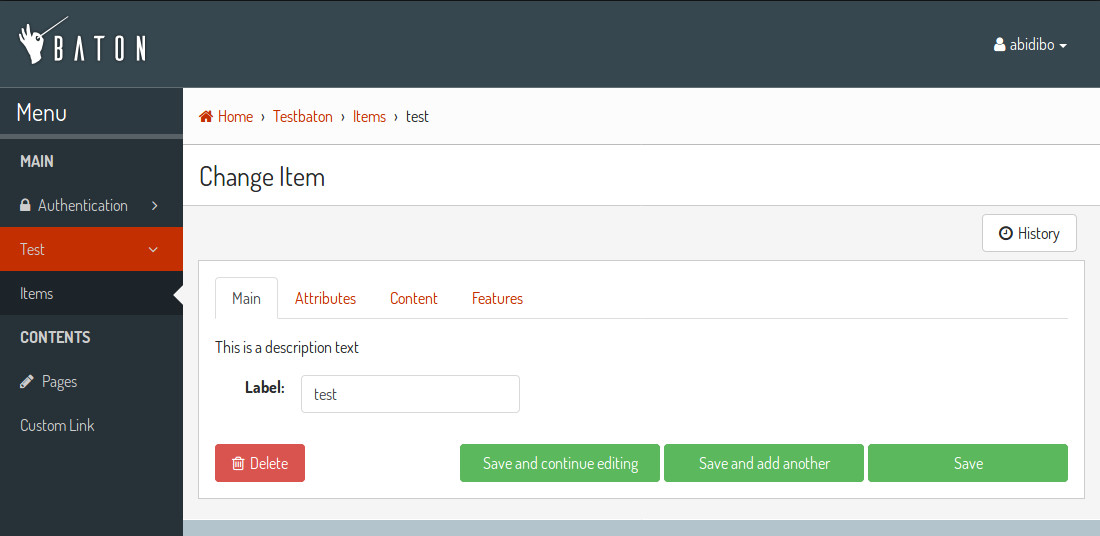 BATON
abidibo
Menu
Home › Testbaton › Items › test
MAIN
Change Item
Authentication
History
Test
Items
Main Attributes Content Features
CONTENTS
This is a description text
Pages
Label: test
Custom Link
Delete Save and continue editing Save and add another Save